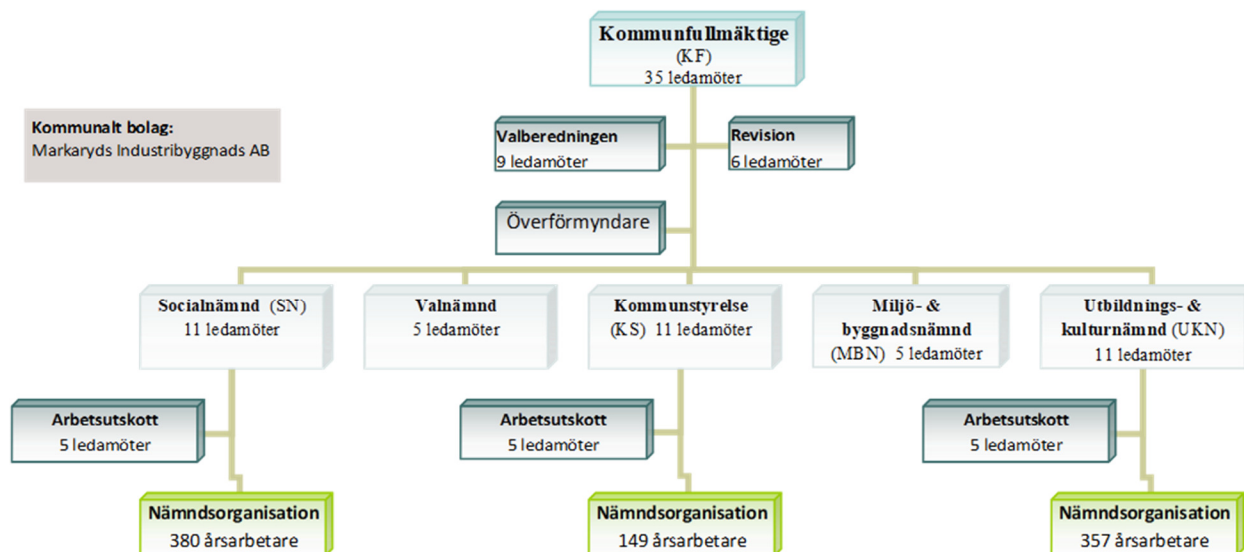 Kommunfullmäktige
(KF)
35 ledamöter
Kommunalt bolag:
Markaryds Industribyggnads AB
Valberedningen
9 ledamöter
Revision
6 ledamöter
Överförmyndare
Socialnämnd (SN)
11 ledamöter
Valnämnd
5 ledamöter
Kommunstyrelse
(KS) 11 ledamöter
Miljö- &
byggnadsnämnd
(MBN) 5 ledamöter
Utbildnings- &
kulturnämnd (UKN)
11 ledamöter
Arbetsutskott
5 ledamöter
Arbetsutskott
5 ledamöter
Arbetsutskott
5 ledamöter
Nämndsorganisation
380 årsarbetare
Nämndsorganisation
149 årsarbetare
Nämndsorganisation
357 årsarbetare